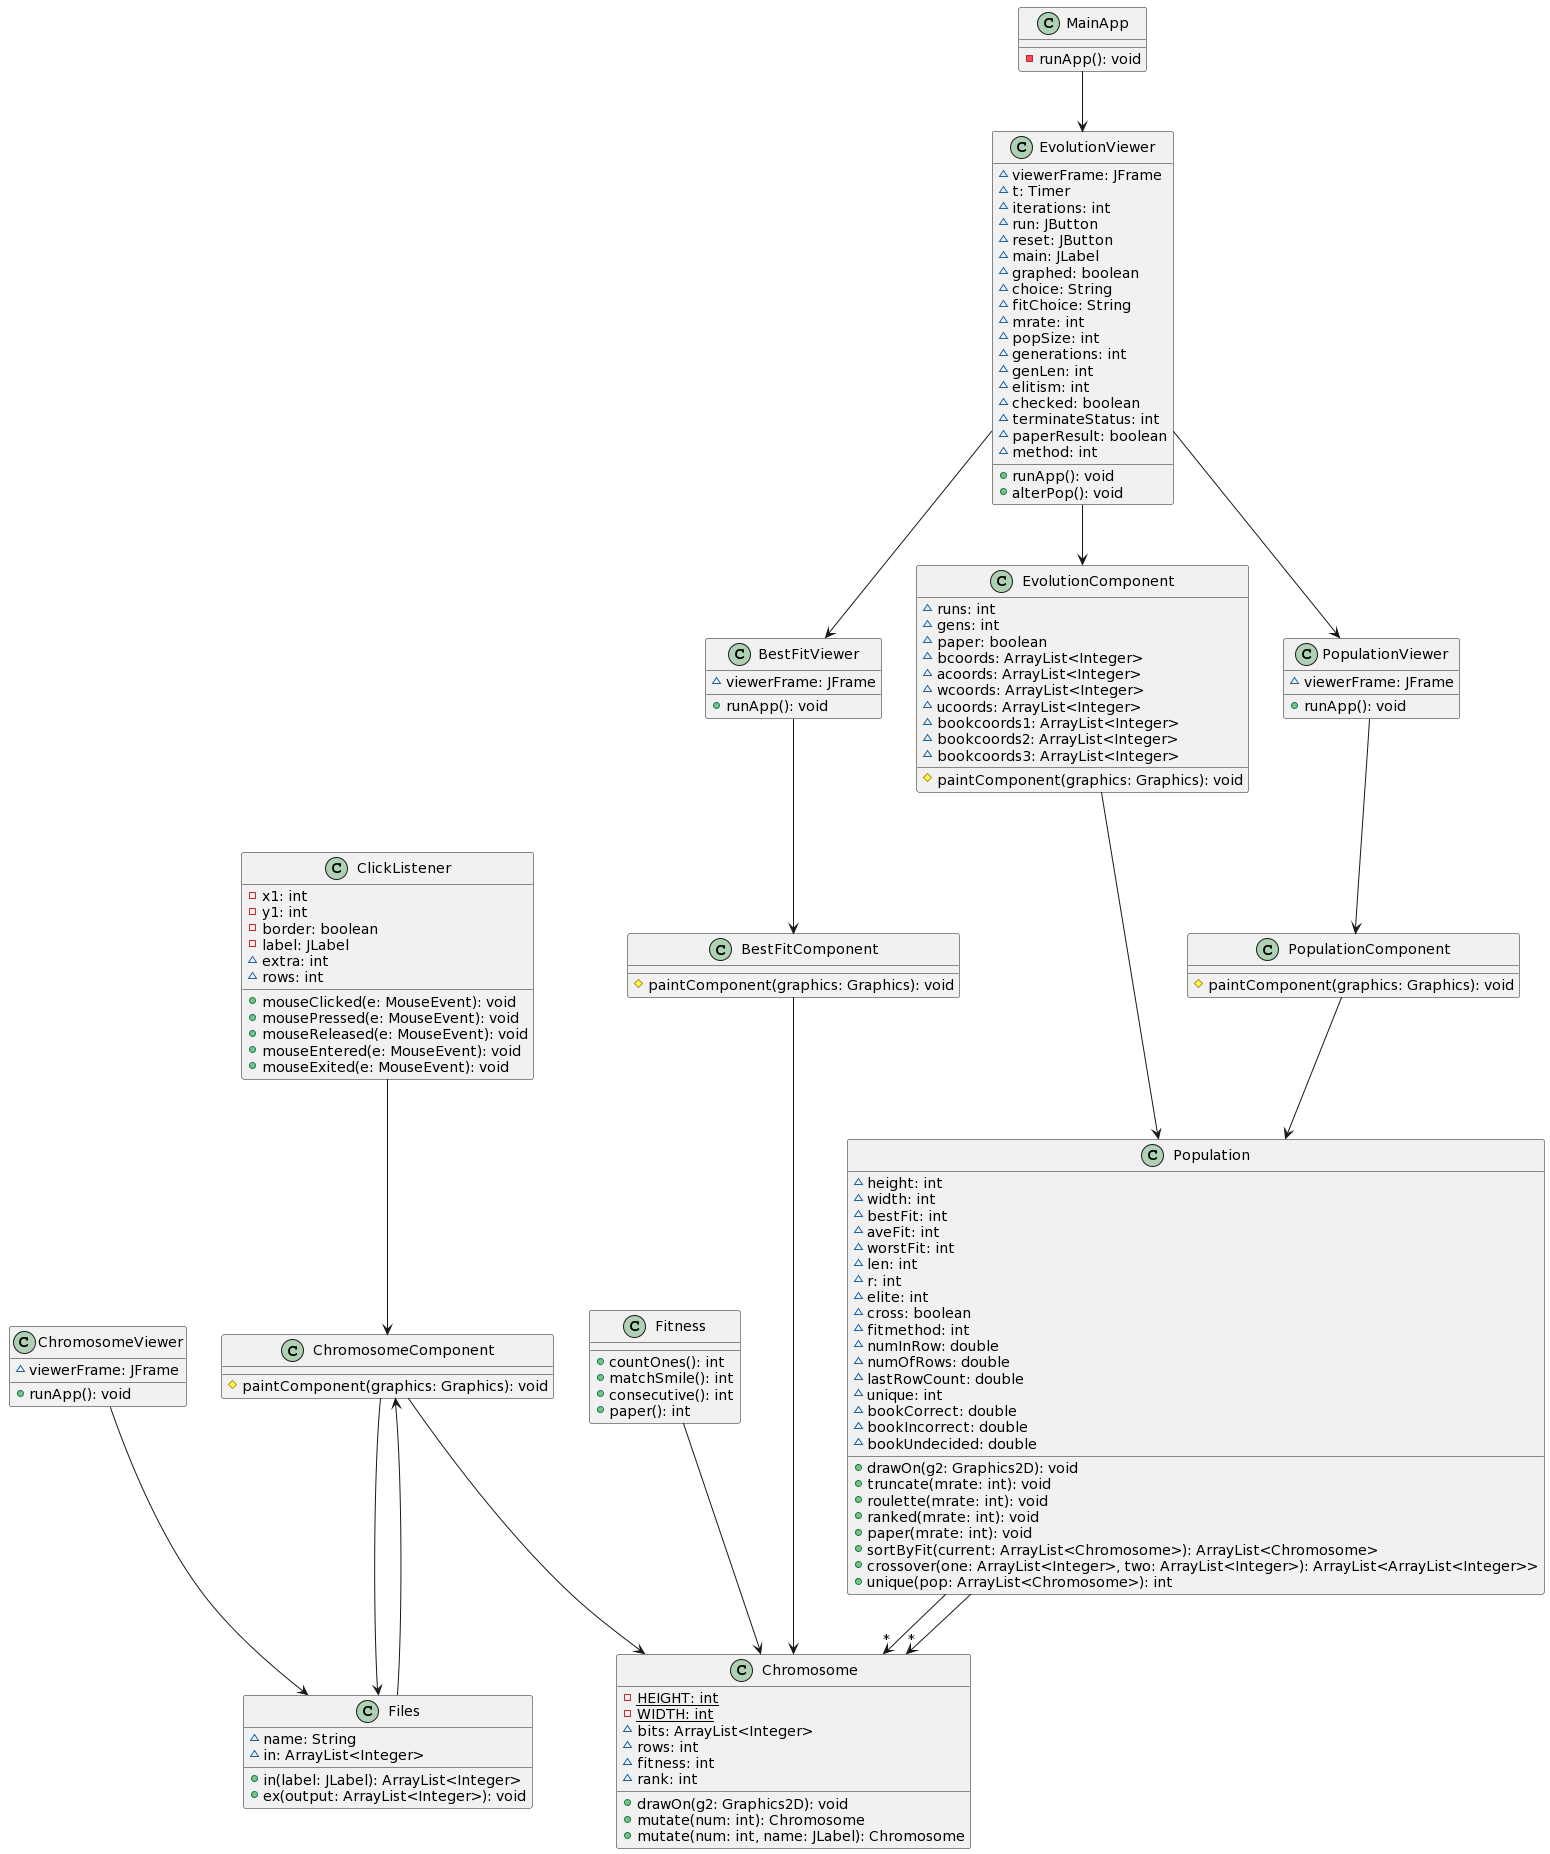 C MainApp
runApp(): void
C EvolutionViewer
viewerFrame: JFrame
t: Timer
iterations: int
run: JButton
reset: JButton
main: JLabel
graphed: boolean
choice: String
fitChoice: String
mrate: int
popSize: int
generations: int
genLen: int
elitism: int
checked: boolean
terminateStatus: int
paperResult: boolean
method: int
runApp(): void
alterPop(): void
C BestFitViewer
viewerFrame: JFrame
runApp(): void
C EvolutionComponent
runs: int
gens: int
paper: boolean
bcoords: ArrayList<Integer>
acoords: ArrayList<Integer>
wcoords: ArrayList<Integer>
ucoords: ArrayList<Integer>
bookcoords1: ArrayList<Integer>
bookcoords2: ArrayList<Integer>
bookcoords3: ArrayList<Integer>
paintComponent(graphics: Graphics): void
C PopulationViewer
viewerFrame: JFrame
runApp(): void
C ClickListener
x1: int
y1: int
border: boolean
label: JLabel
extra: int
rows: int
mouseClicked(e: MouseEvent): void
mousePressed(e: MouseEvent): void
mouseReleased(e: MouseEvent): void
mouseEntered(e: MouseEvent): void
mouseExited(e: MouseEvent): void
C BestFitComponent
paintComponent(graphics: Graphics): void
C PopulationComponent
paintComponent(graphics: Graphics): void
C Population
height: int
width: int
bestFit: int
aveFit: int
worstFit: int
len: int
r: int
elite: int
cross: boolean
fitmethod: int
numInRow: double
numOfRows: double
lastRowCount: double
unique: int
bookCorrect: double
bookIncorrect: double
bookUndecided: double
drawOn(g2: Graphics2D): void
truncate(mrate: int): void
roulette(mrate: int): void
ranked(mrate: int): void
paper(mrate: int): void
sortByFit(current: ArrayList<Chromosome>): ArrayList<Chromosome>
crossover(one: ArrayList<Integer>, two: ArrayList<Integer>): ArrayList<ArrayList<Integer>>
unique(pop: ArrayList<Chromosome>): int
C ChromosomeViewer
viewerFrame: JFrame
runApp(): void
C ChromosomeComponent
paintComponent(graphics: Graphics): void
C Fitness
countOnes(): int
matchSmile(): int
consecutive(): int
paper(): int
* *
C Files
name: String
in: ArrayList<Integer>
in(label: JLabel): ArrayList<Integer>
ex(output: ArrayList<Integer>): void
C Chromosome
HEIGHT: int
WIDTH: int
bits: ArrayList<Integer>
rows: int
fitness: int
rank: int
drawOn(g2: Graphics2D): void
mutate(num: int): Chromosome
mutate(num: int, name: JLabel): Chromosome